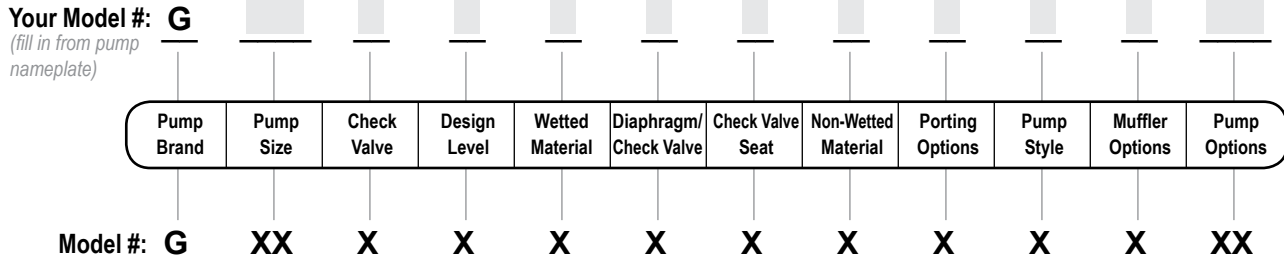 Your Model #: G
(fill in from pump
nameplate)
Pump Pump Check Design Wetted Diaphragm/ Check Valve Non-Wetted Porting Pump Muffler Pump
Brand Size Valve Level Material Check Valve Seat Material Options Style Options Options
Model #: G XX X X X X X X X X X XX